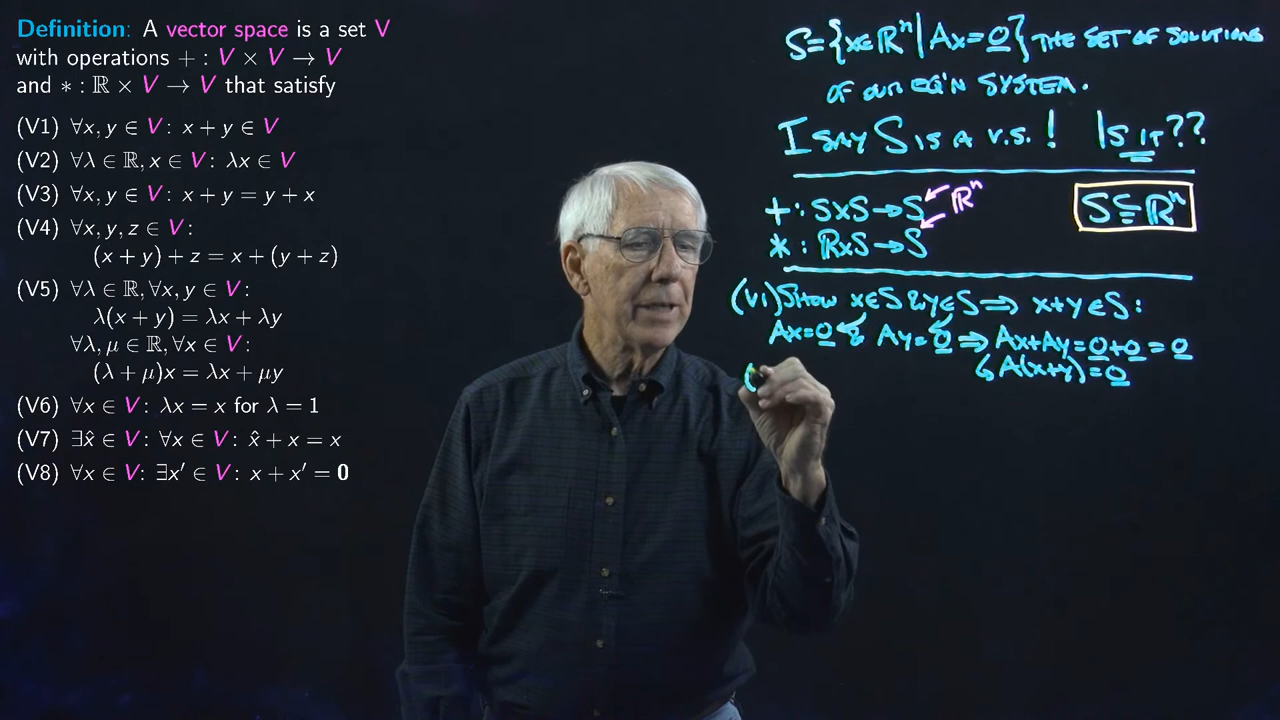 Definition: A vector space is a set V
with operations + : V × V → V
and ∗ : ℝ × V → V that satisfy
(V1) ∀x, y ∈ V: x + y ∈ V
(V2) ∀λ ∈ ℝ, x ∈ V: λx ∈ V
(V3) ∀x, y ∈ V: x + y = y + x
(V4) ∀x, y, z ∈ V:
(x + y) + z = x + (y + z)
(V5) ∀λ ∈ ℝ, ∀x, y ∈ V:
λ(x + y) = λx + λy
∀λ, μ ∈ ℝ, ∀x ∈ V:
(λ + μ)x = λx + μy
(V6) ∀x ∈ V: λx = x for λ = 1
(V7) ∃x̂ ∈ V: ∀x ∈ V: x̂ + x = x
(V8) ∀x ∈ V: ∃x′ ∈ V: x + x′ = 0
S={x∈ℝⁿ|Ax=0} THE SET OF SOLUTIONS
OF OUR EQ'N SYSTEM.
I SAY S IS A V.S.! IS IT??
+: S×S→S ← ℝⁿ
*: ℝ×S→S
S⊆ℝⁿ
(V1) SHOW x∈S & y∈S ⇒ x+y∈S:
Ax=0 & Ay=0 ⇒ Ax+Ay=0+0=0
↳ A(x+y)=0
(